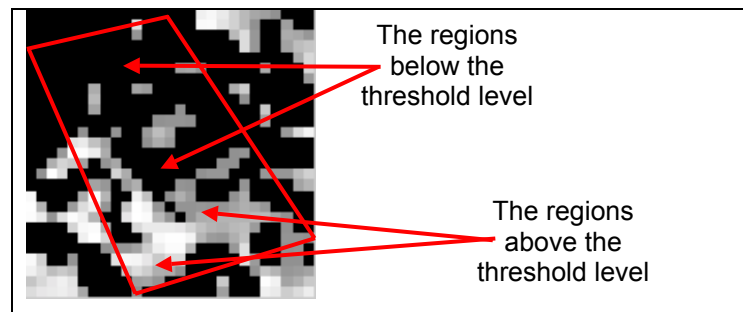 The regions
below the
threshold level
The regions
above the
threshold level